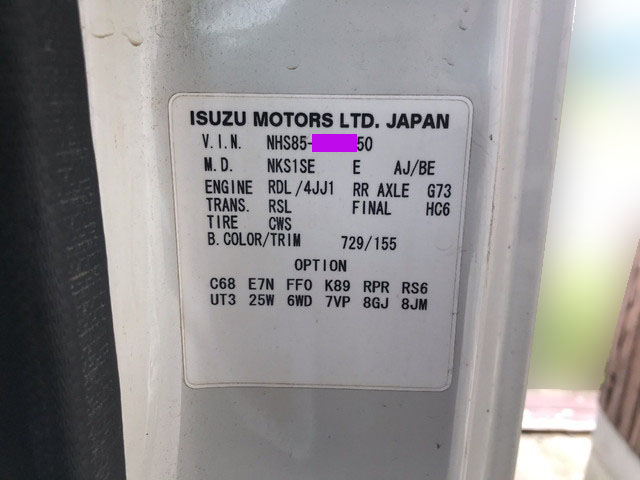 ISUZU MOTORS LTD. JAPAN
V.I.N. NHS85- 50
M.D. NKS1SE E AJ/BE
ENGINE RDL/4JJ1 RR AXLE G73
TRANS. RSL FINAL HC6
TIRE CWS
B.COLOR/TRIM 729/155
OPTION
C68 E7N FF0 K89 RPR RS6
UT3 25W 6WD 7VP 8GJ 8JM